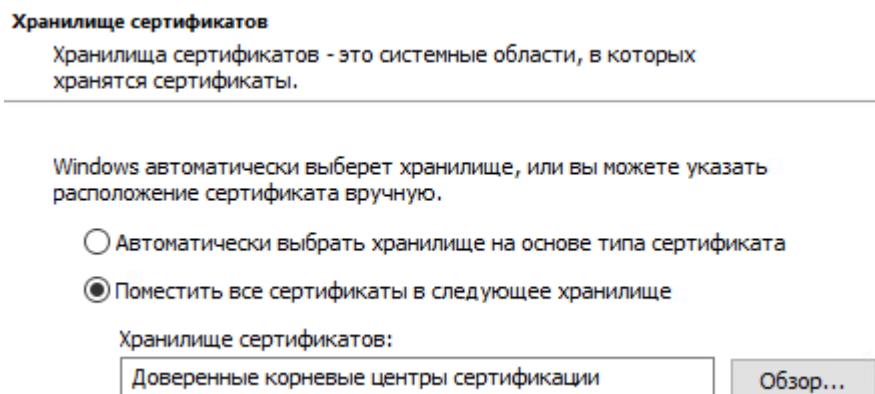 Хранилище сертификатов
Хранилища сертификатов - это системные области, в которых
хранятся сертификаты.
Windows автоматически выберет хранилище, или вы можете указать
расположение сертификата вручную.
Автоматически выбрать хранилище на основе типа сертификата
Поместить все сертификаты в следующее хранилище
Хранилище сертификатов:
Доверенные корневые центры сертификации
Обзор...